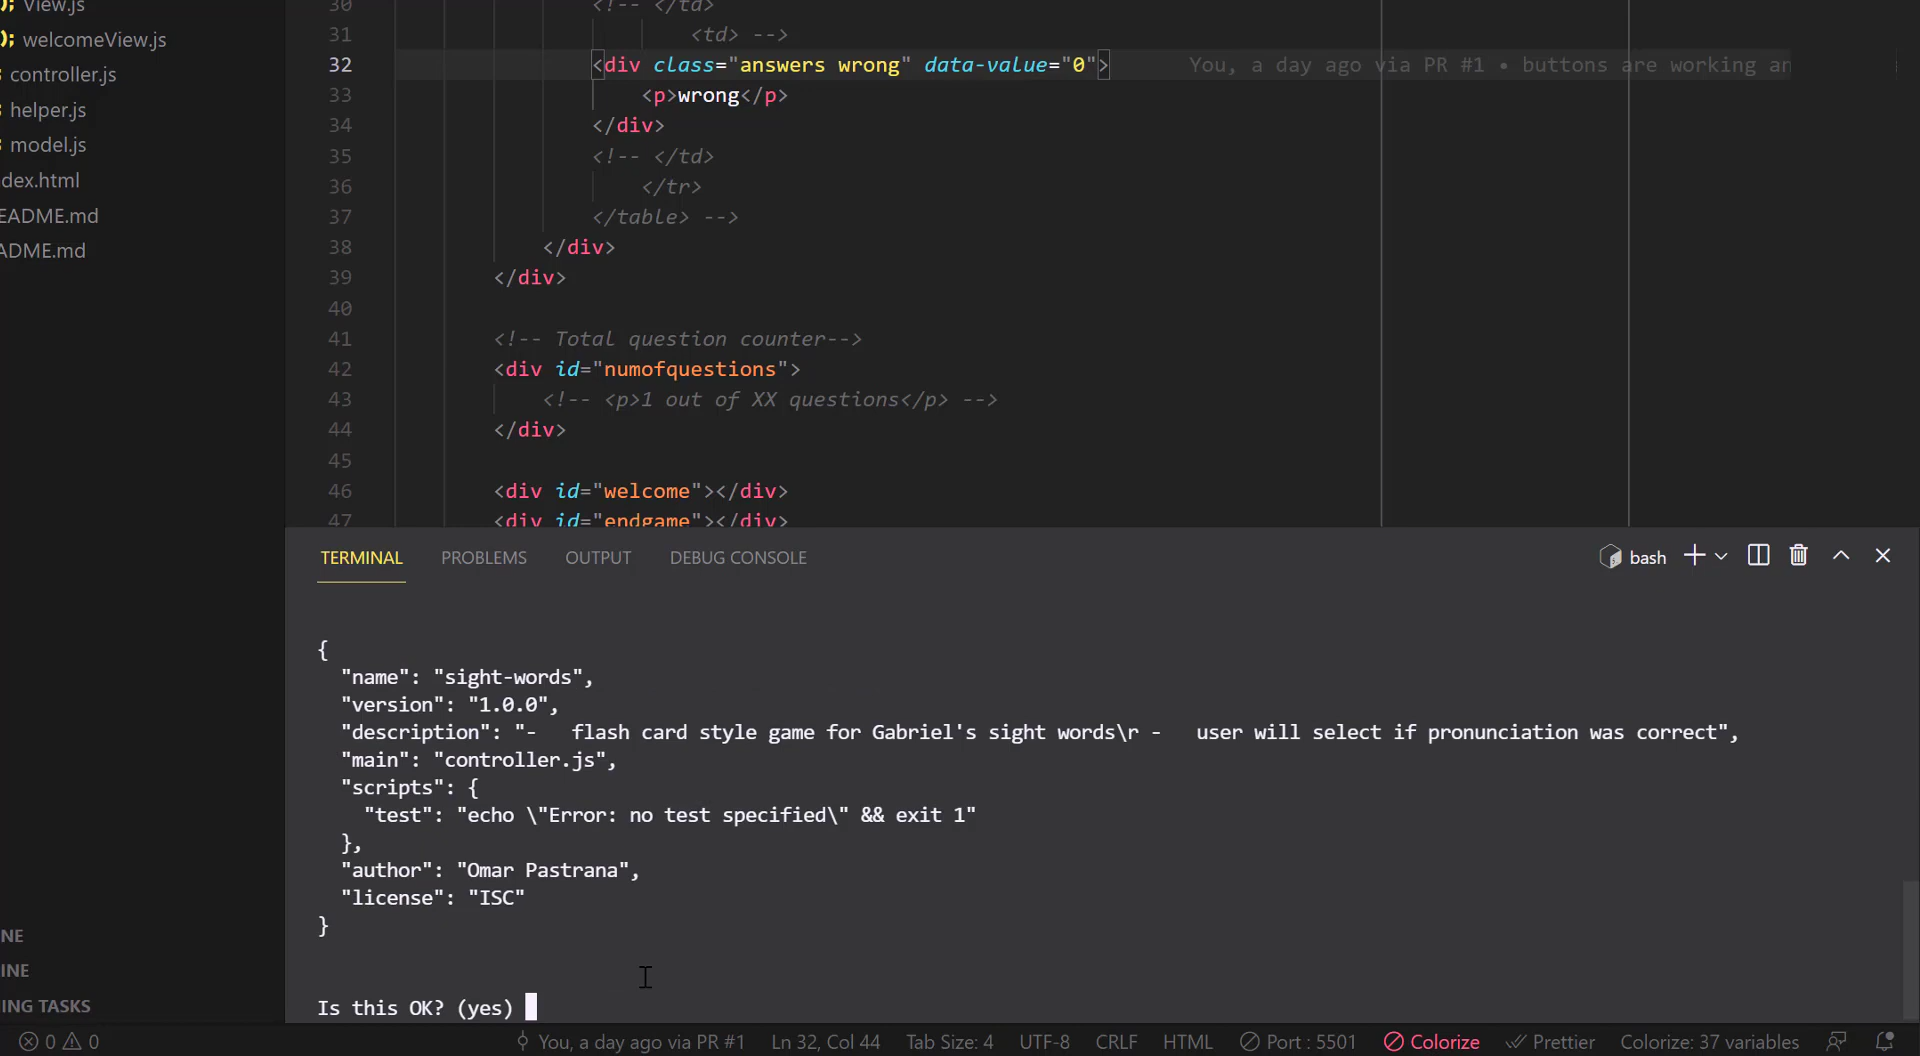 View.js
welcomeView.js
controller.js
helper.js
model.js
dex.html
EADME.md
ADME.md
NE
INE
ING TASKS
30 <!-- </td>
31 <td> -->
32 <div class="answers wrong" data-value="0"> You, a day ago via PR #1 • buttons are working an
33 <p>wrong</p>
34 </div>
35 <!-- </td>
36 </tr>
37 </table> -->
38 </div>
39 </div>
40
41 <!-- Total question counter-->
42 <div id="numofquestions">
43 <!-- <p>1 out of XX questions</p> -->
44 </div>
45
46 <div id="welcome"></div>
47 <div id="endgame"></div>
TERMINAL PROBLEMS OUTPUT DEBUG CONSOLE bash
{
"name": "sight-words",
"version": "1.0.0",
"description": "-   flash card style game for Gabriel's sight words\r -   user will select if pronunciation was correct",
"main": "controller.js",
"scripts": {
"test": "echo \"Error: no test specified\" && exit 1"
},
"author": "Omar Pastrana",
"license": "ISC"
}
Is this OK? (yes)
0 0 You, a day ago via PR #1 Ln 32, Col 44 Tab Size: 4 UTF-8 CRLF HTML Port : 5501 Colorize Prettier Colorize: 37 variables